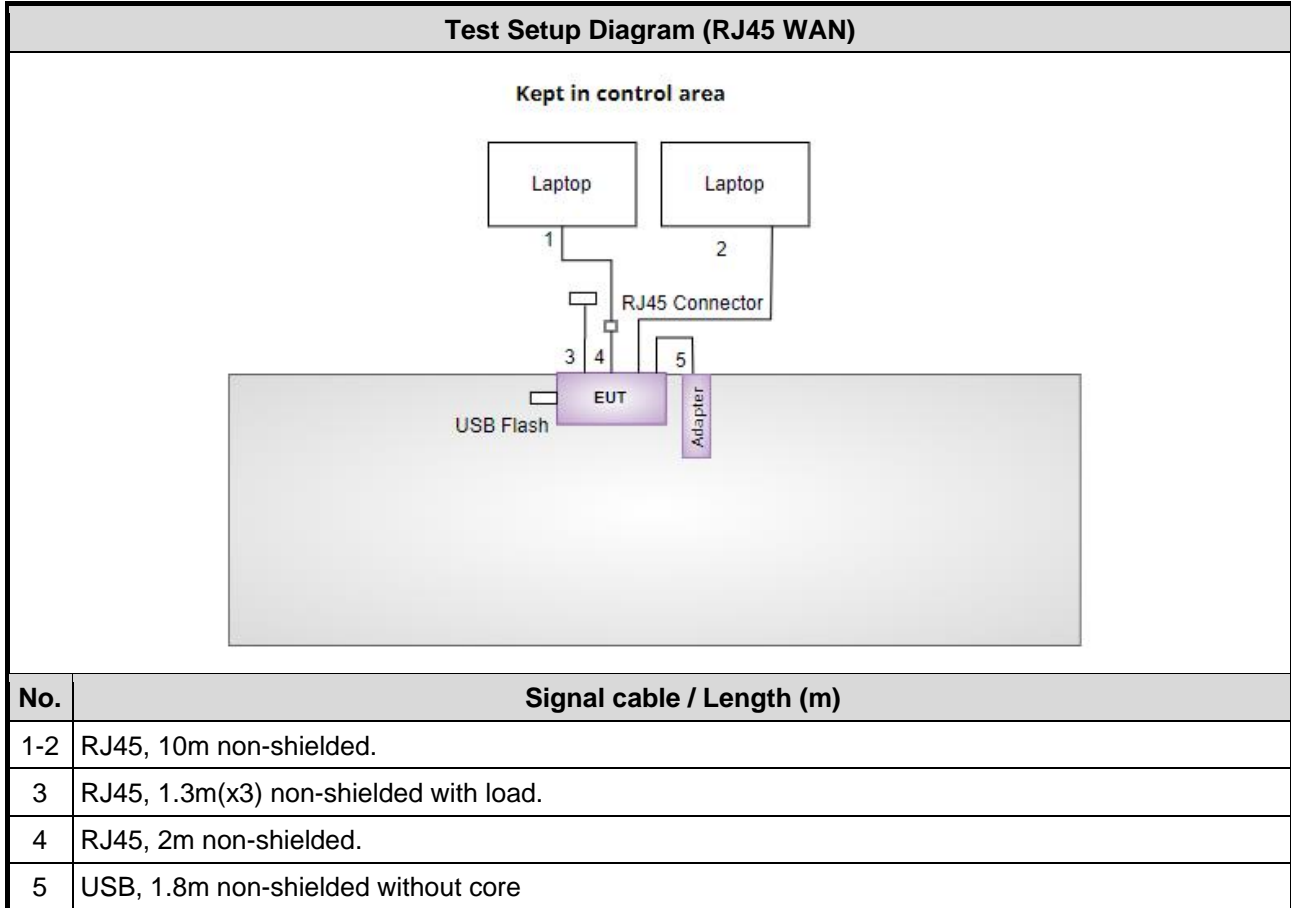 Test Setup Diagram (RJ45 WAN)
Kept in control area
Laptop
Laptop
1
2
RJ45 Connector
3
4
5
EUT
Adapter
USB Flash
No. Signal cable / Length (m)
1-2 RJ45, 10m non-shielded.
3 RJ45, 1.3m(x3) non-shielded with load.
4 RJ45, 2m non-shielded.
5 USB, 1.8m non-shielded without core